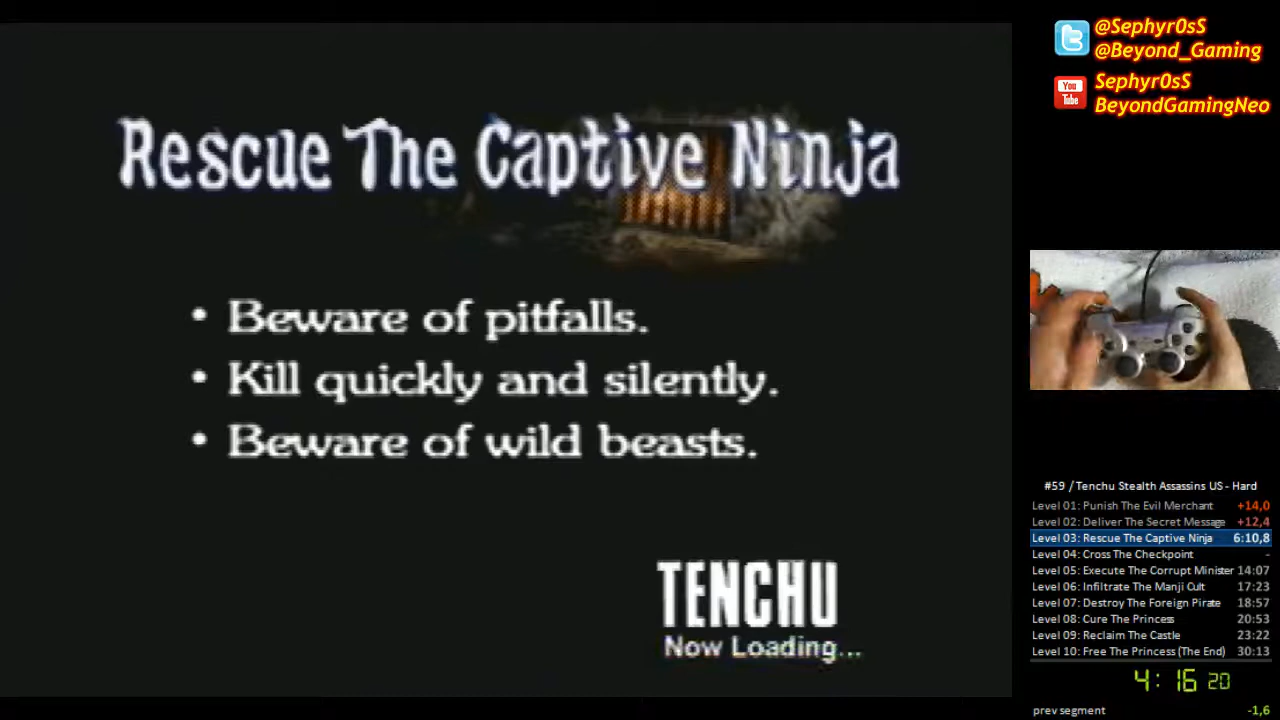 @Sephyr0sS
@Beyond_Gaming
You Tube
Sephyr0sS
BeyondGamingNeo
Rescue The Captive Ninja
• Beware of pitfalls.
• Kill quickly and silently.
• Beware of wild beasts.
TENCHU
Now Loading...
#59 / Tenchu Stealth Assassins US - Hard
Level 01: Punish The Evil Merchant +14,0
Level 02: Deliver The Secret Message +12,4
Level 03: Rescue The Captive Ninja 6:10,8
Level 04: Cross The Checkpoint -
Level 05: Execute The Corrupt Minister 14:07
Level 06: Infiltrate The Manji Cult 17:23
Level 07: Destroy The Foreign Pirate 18:57
Level 08: Cure The Princess 20:53
Level 09: Reclaim The Castle 23:22
Level 10: Free The Princess (The End) 30:13
4:16 20
prev segment -1,6